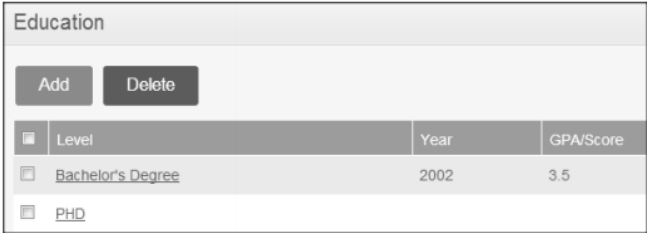 Education
Add Delete
Level Year GPA/Score
Bachelor's Degree 2002 3.5
PHD